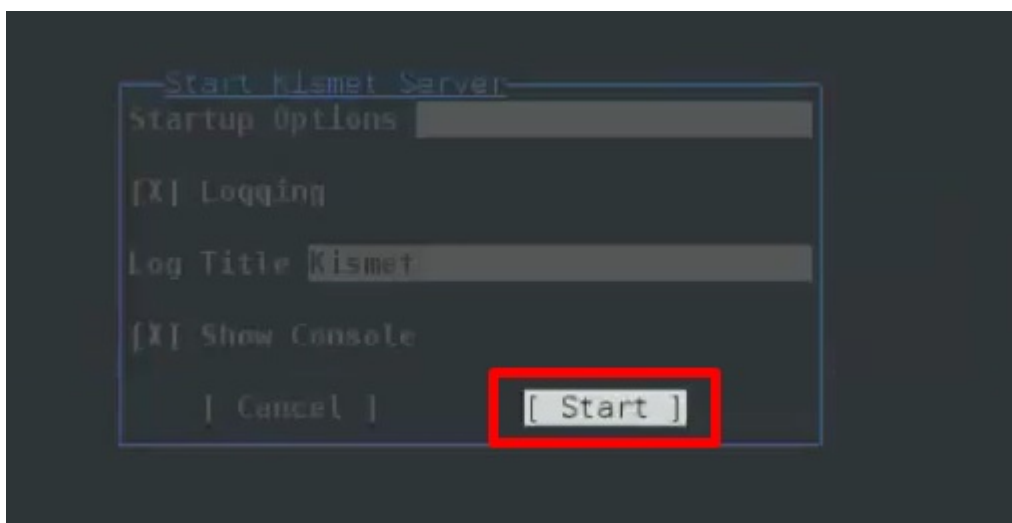 Start Kismet Server
Startup Options
[X] Logging
Log Title Kismet
[X] Show Console
[ Cancel ] [ Start ]